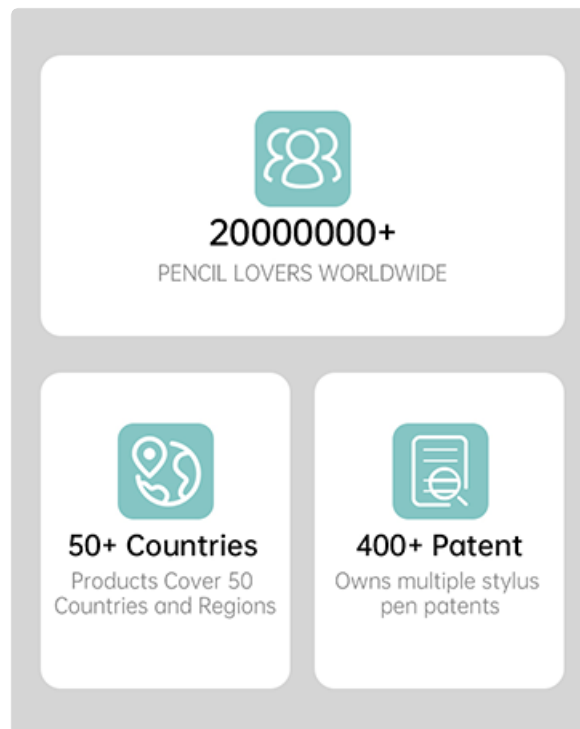 20000000+
PENCIL LOVERS WORLDWIDE
50+ Countries
Products Cover 50
Countries and Regions
400+ Patent
Owns multiple stylus
pen patents